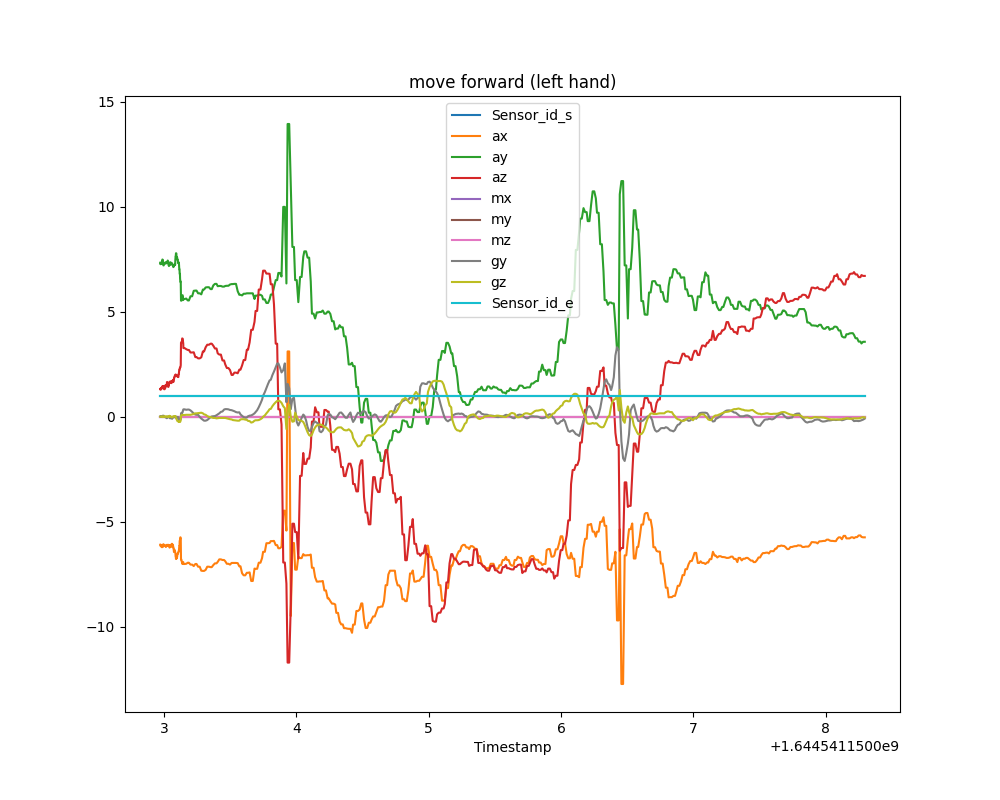 move forward (left hand)
Sensor_id_s
ax
ay
az
mx
my
mz
gy
gz
Sensor_id_e
15
10
5
0
−5
−10
3 4 5 6 7 8
Timestamp
+1.6445411500e9